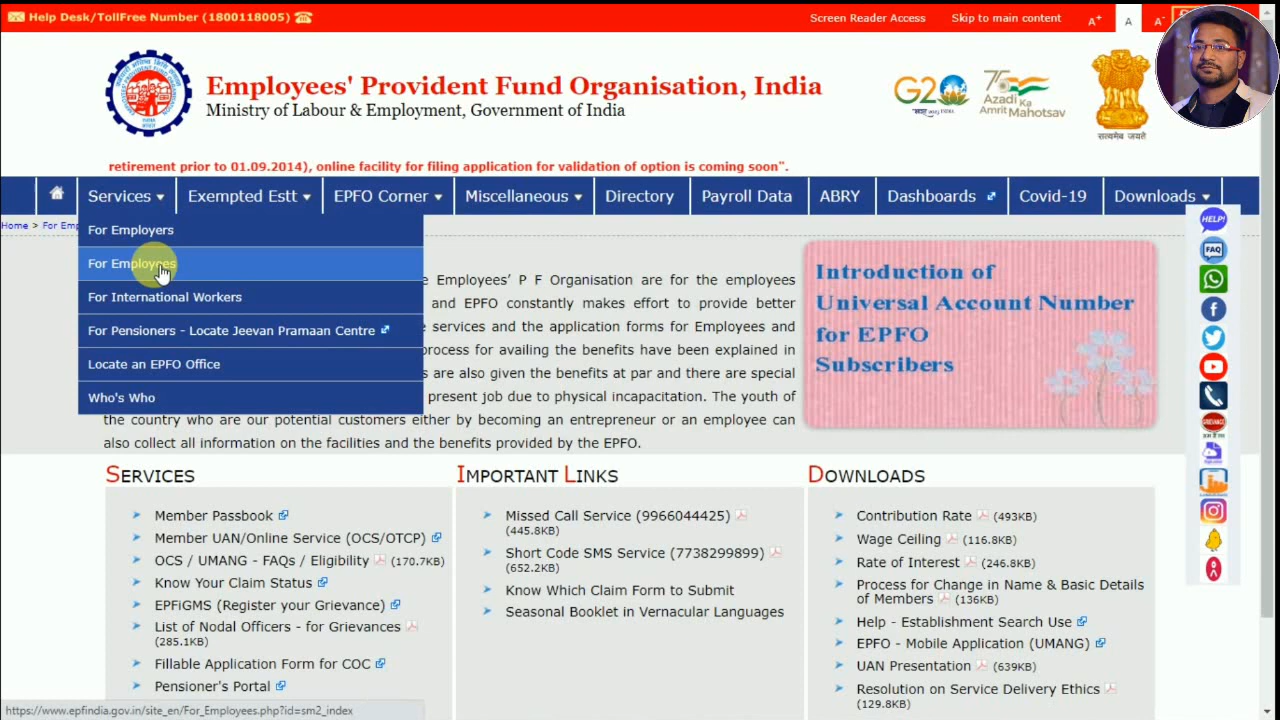 Help Desk/TollFree Number (1800118005)
Screen Reader Access
Skip to main content
A+
A
A-
Employees' Provident Fund Organisation, India
Ministry of Labour & Employment, Government of India
G20
75
Azadi Ka
Amrit Mahotsav
सत्यमेव जयते
retirement prior to 01.09.2014), online facility for filing application for validation of option is coming soon".
Services
Exempted Estt
EPFO Corner
Miscellaneous
Directory
Payroll Data
ABRY
Dashboards
Covid-19
Downloads
Home > For Emp
For Employers
For Employees
For International Workers
For Pensioners - Locate Jeevan Pramaan Centre
Locate an EPFO Office
Who's Who
Employees' P F Organisation are for the employees
and EPFO constantly makes effort to provide better
services and the application forms for Employees and
process for availing the benefits have been explained in
are also given the benefits at par and there are special
present job due to physical incapacitation. The youth of
the country who are our potential customers either by becoming an entrepreneur or an employee can
also collect all information on the facilities and the benefits provided by the EPFO.
Introduction of
Universal Account Number
for EPFO
Subscribers
HELP!
FAQ
SERVICES
Member Passbook
Member UAN/Online Service (OCS/OTCP)
OCS / UMANG - FAQs / Eligibility (170.7KB)
Know Your Claim Status
EPFiGMS (Register your Grievance)
List of Nodal Officers - for Grievances
(285.1KB)
Fillable Application Form for COC
Pensioner's Portal
IMPORTANT LINKS
Missed Call Service (9966044425)
(445.8KB)
Short Code SMS Service (7738299899)
(652.2KB)
Know Which Claim Form to Submit
Seasonal Booklet in Vernacular Languages
DOWNLOADS
Contribution Rate (493KB)
Wage Ceiling (116.8KB)
Rate of Interest (246.8KB)
Process for Change in Name & Basic Details
of Members (136KB)
Help - Establishment Search Use
EPFO - Mobile Application (UMANG)
UAN Presentation (639KB)
Resolution on Service Delivery Ethics
(129.8KB)
https://www.epfindia.gov.in/site_en/For_Employees.php?id=sm2_index